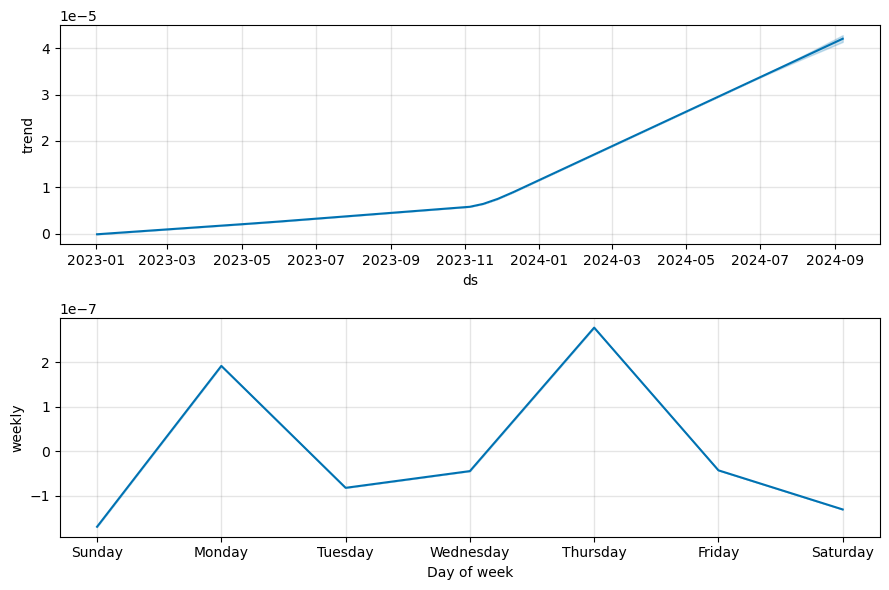 1e−5
4
3
2
1
0
trend
2023-01 2023-03 2023-05 2023-07 2023-09 2023-11 2024-01 2024-03 2024-05 2024-07 2024-09
ds
1e−7
2
1
0
−1
weekly
Sunday Monday Tuesday Wednesday Thursday Friday Saturday
Day of week